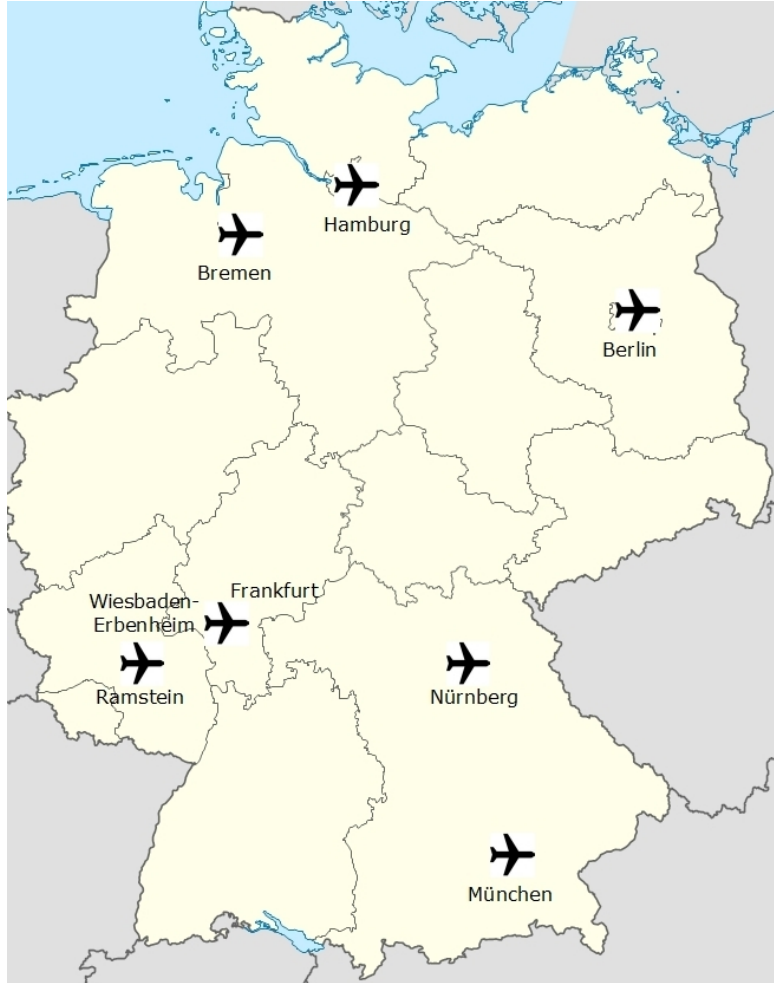 Hamburg
Bremen
Berlin
Frankfurt
Wiesbaden-
Erbenheim
Ramstein
Nürnberg
München